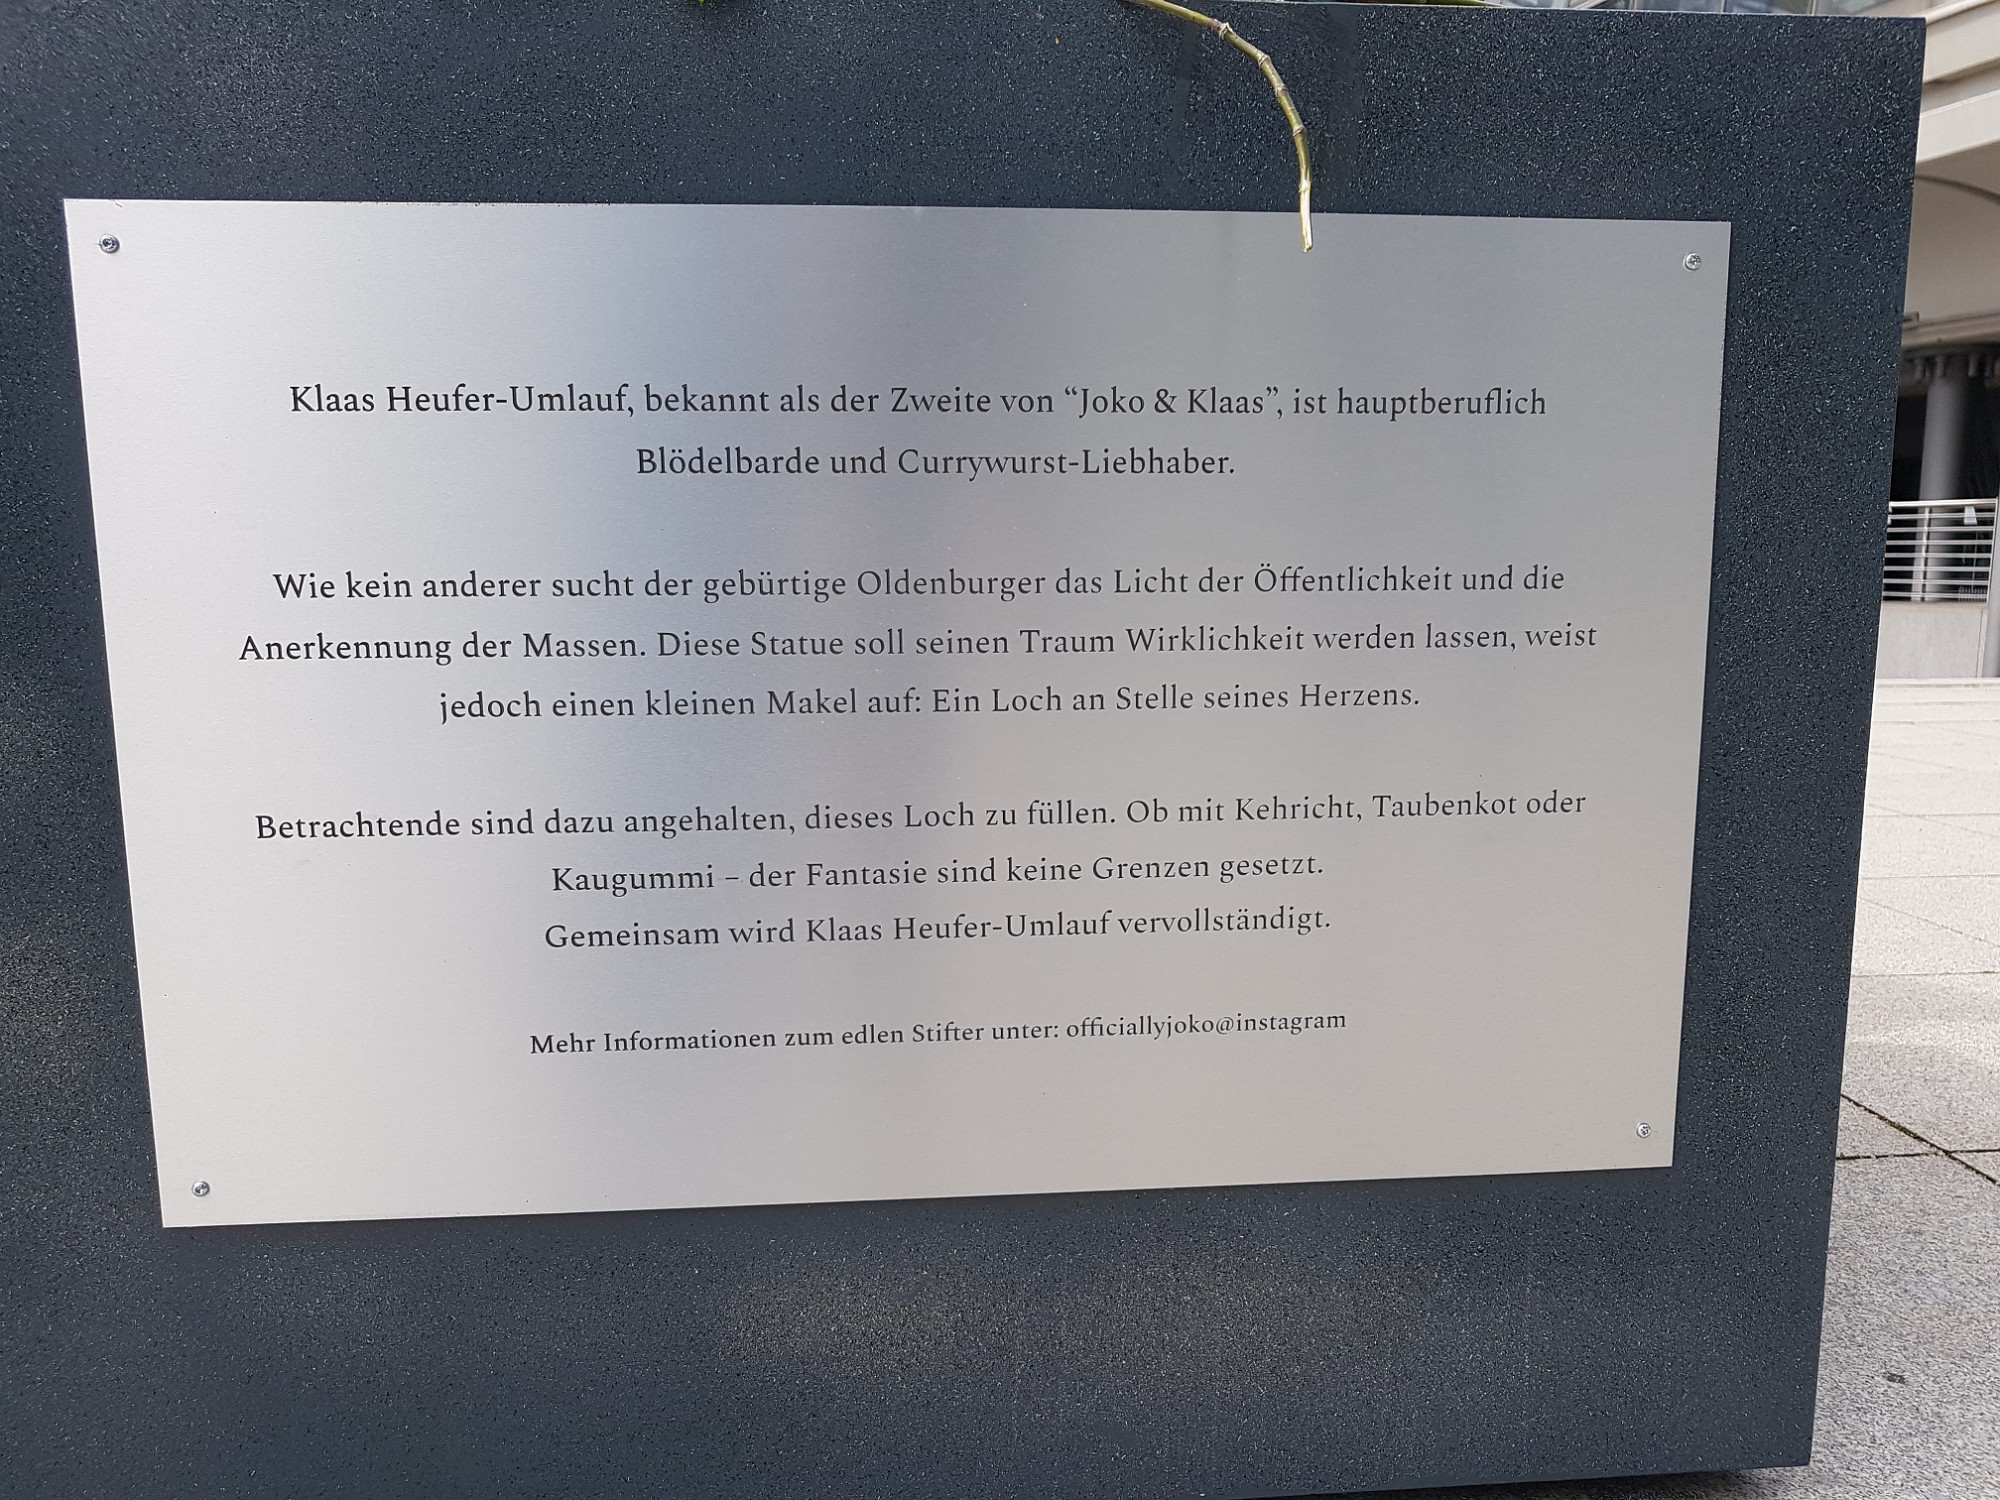 Klaas Heufer-Umlauf, bekannt als der Zweite von “Joko & Klaas”, ist hauptberuflich
Blödelbarde und Currywurst-Liebhaber.
Wie kein anderer sucht der gebürtige Oldenburger das Licht der Öffentlichkeit und die
Anerkennung der Massen. Diese Statue soll seinen Traum Wirklichkeit werden lassen, weist
jedoch einen kleinen Makel auf: Ein Loch an Stelle seines Herzens.
Betrachtende sind dazu angehalten, dieses Loch zu füllen. Ob mit Kehricht, Taubenkot oder
Kaugummi – der Fantasie sind keine Grenzen gesetzt.
Gemeinsam wird Klaas Heufer-Umlauf vervollständigt.
Mehr Informationen zum edlen Stifter unter: officiallyjoko@instagram